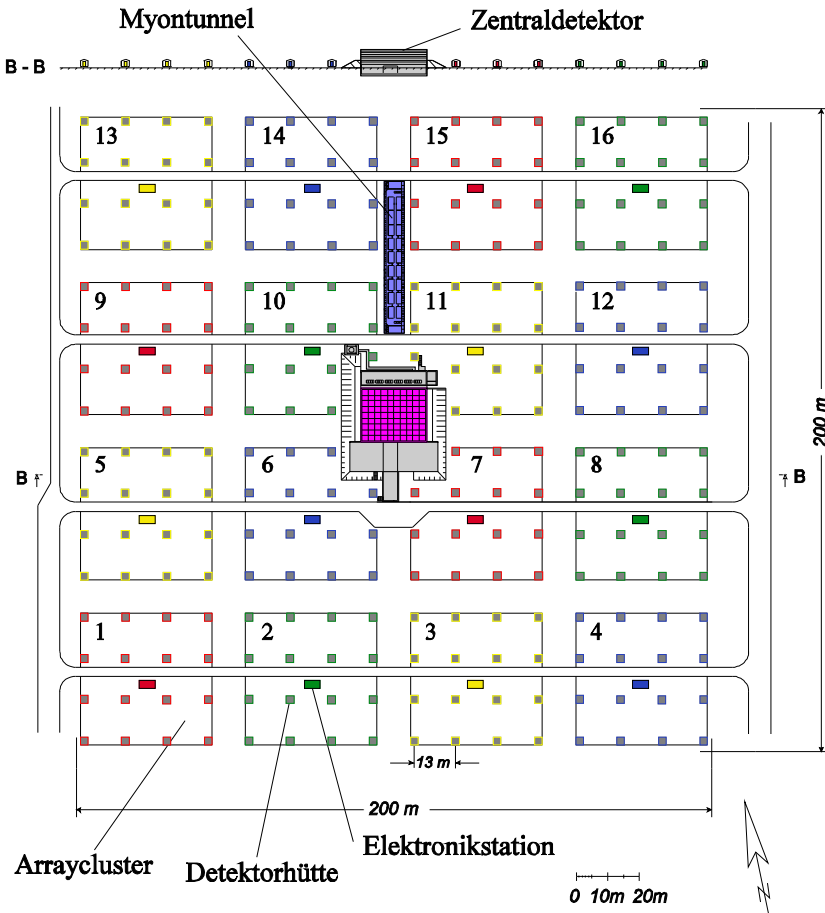 Myontunnel
Zentraldetektor
B - B
13
14
15
16
9
10
11
12
200 m
5
6
7
8
B
B
1
2
3
4
13 m
200 m
Arraycluster
Detektorhütte
Elektronikstation
N
0 10m 20m